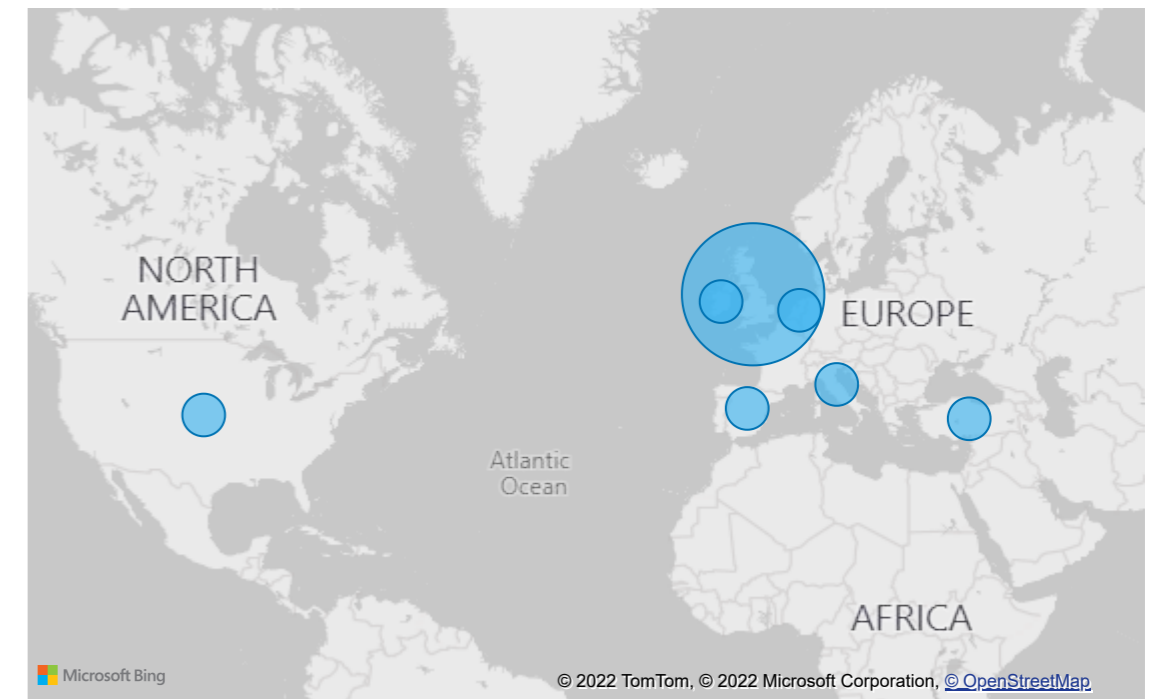 NORTH
AMERICA
EUROPE
Atlantic
Ocean
AFRICA
Microsoft Bing
© 2022 TomTom, © 2022 Microsoft Corporation, © OpenStreetMap